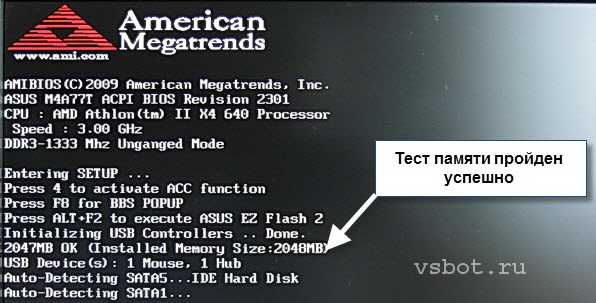 American
Megatrends
www.ami.com
AMIBIOS(C)2009 American Megatrends, Inc.
ASUS M4A77T ACPI BIOS Revision 2301
CPU : AMD Athlon(tm) II X4 640 Processor
Speed : 3.00 GHz
DDR3-1333 Mhz Unganged Mode
Entering SETUP ...
Press 4 to activate ACC function
Press F8 for BBS POPUP
Press ALT+F2 to execute ASUS EZ Flash 2
Initializing USB Controllers .. Done.
2047MB OK (Installed Memory Size:2048MB)
USB Device(s): 1 Mouse, 1 Hub
Auto-Detecting SATA5...IDE Hard Disk
Auto-Detecting SATA1...
Тест памяти пройден
успешно
vsbot.ru